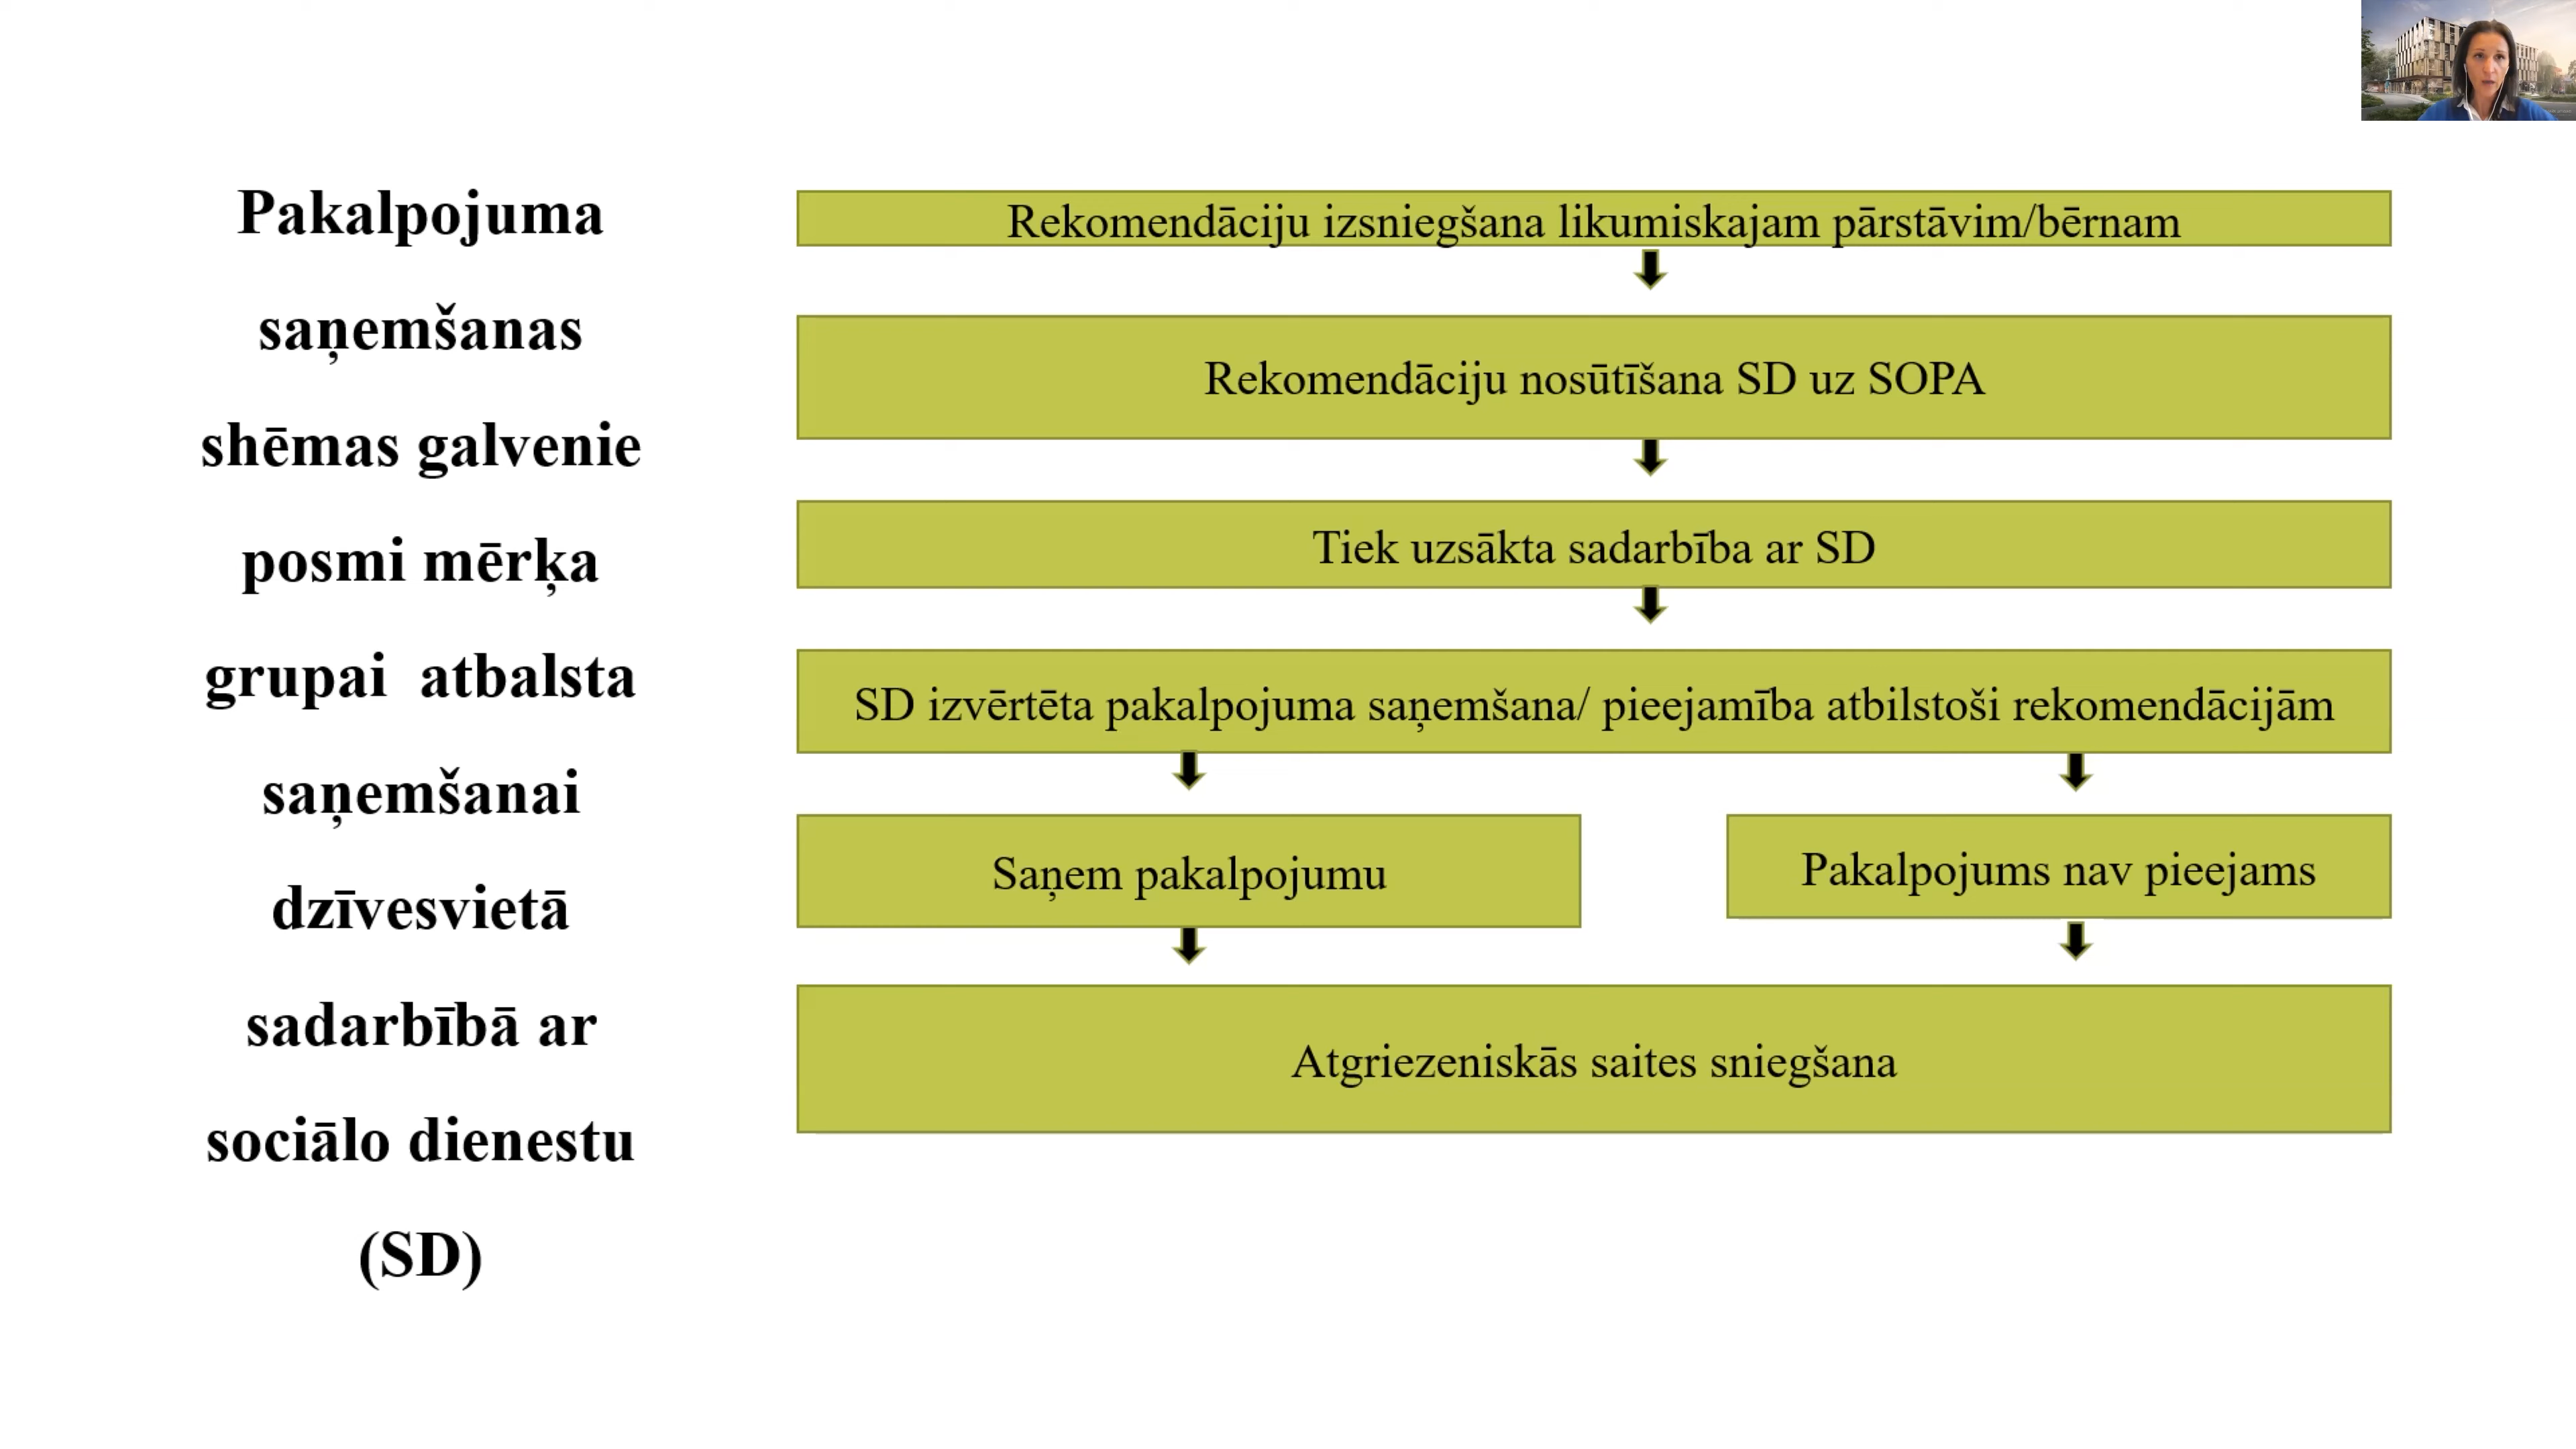 Pakalpojuma
saņemšanas
shēmas galvenie
posmi mērķa
grupai  atbalsta
saņemšanai
dzīvesvietā
sadarbībā ar
sociālo dienestu
(SD)
Rekomendāciju izsniegšana likumiskajam pārstāvim/bērnam
Rekomendāciju nosūtīšana SD uz SOPA
Tiek uzsākta sadarbība ar SD
SD izvērtēta pakalpojuma saņemšana/ pieejamība atbilstoši rekomendācijām
Saņem pakalpojumu
Pakalpojums nav pieejams
Atgriezeniskās saites sniegšana